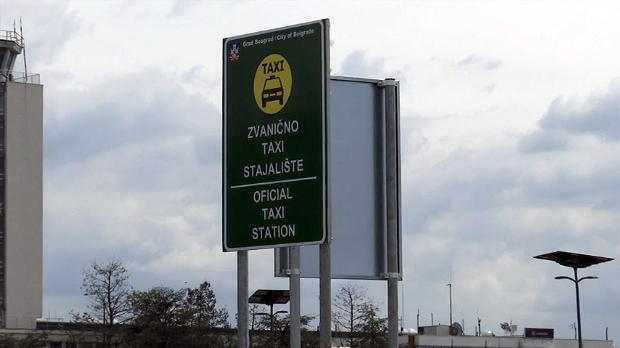 Grad Beograd / City of Belgrade
TAXI
ZVANIČNO
TAXI
STAJALIŠTE
OFICIAL
TAXI
STATION